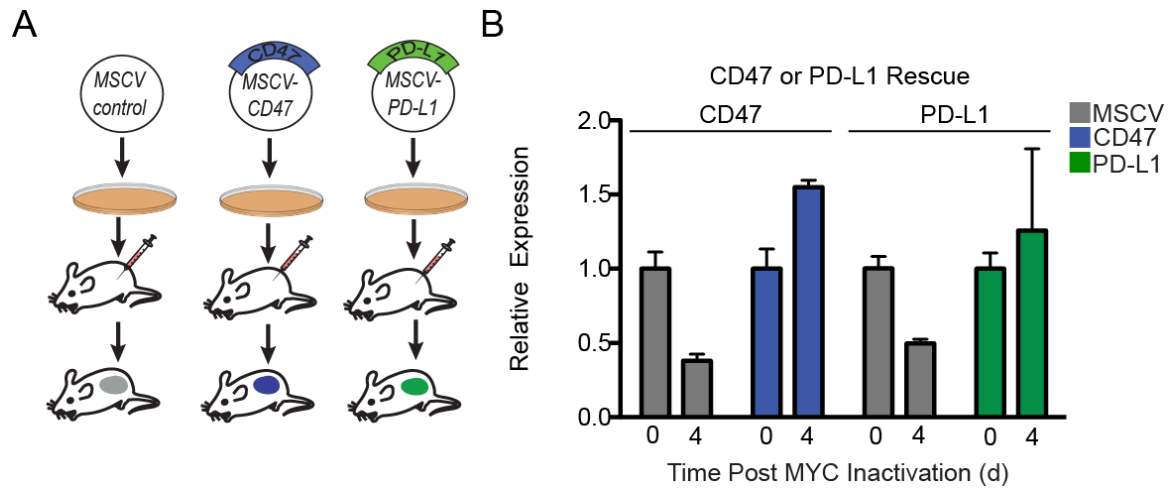 A
MSCV
control
CD47
MSCV-
CD47
PD-L1
MSCV-
PD-L1
B
CD47 or PD-L1 Rescue
CD47
PD-L1
MSCV
CD47
PD-L1
Relative Expression
2.0
1.5
1.0
0.5
0.0
0 4 0 4 0 4 0 4
Time Post MYC Inactivation (d)